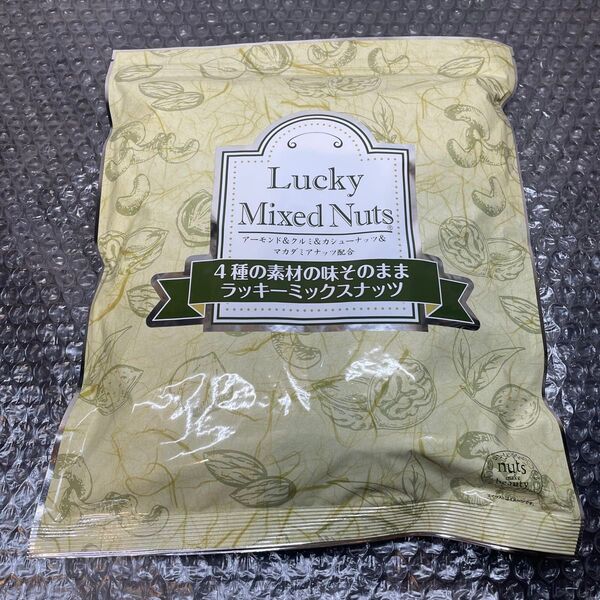 Lucky
Mixed Nuts®
アーモンド&クルミ&カシューナッツ&
マカダミアナッツ配合
4種の素材の味そのまま
ラッキーミックスナッツ
nuts
make
beauty